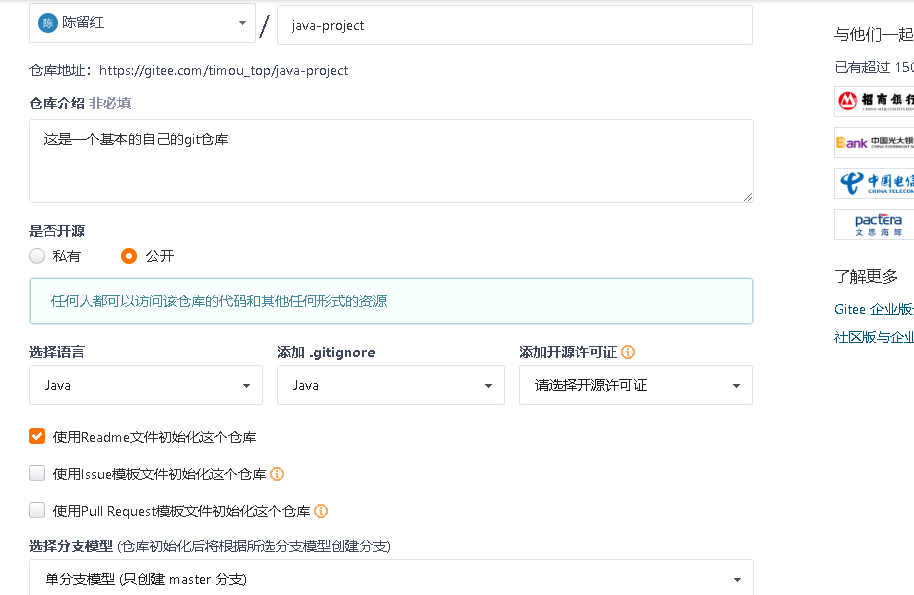 陈 陈留红 / java-project
仓库地址：https://gitee.com/timou_top/java-project
仓库介绍 非必填
这是一个基本的自己的git仓库
是否开源
私有 公开
任何人都可以访问该仓库的代码和其他任何形式的资源
选择语言 添加 .gitignore 添加开源许可证
Java Java 请选择开源许可证
使用Readme文件初始化这个仓库
使用Issue模板文件初始化这个仓库
使用Pull Request模板文件初始化这个仓库
选择分支模型 (仓库初始化后将根据所选分支模型创建分支)
单分支模型 (只创建 master 分支)
与他们一起
已有超过 150
招商银行
Bank 中国光大银
中国电信
CHINA TELECOM
pactera
文思海辉
了解更多
Gitee 企业版
社区版与企业